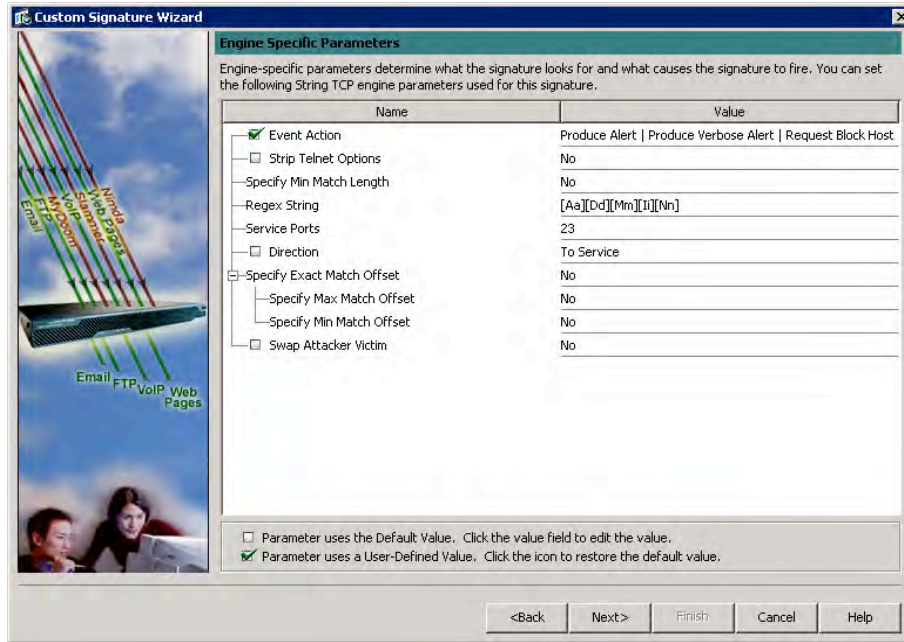 Custom Signature Wizard
Engine Specific Parameters
Engine-specific parameters determine what the signature looks for and what causes the signature to fire. You can set
the following String TCP engine parameters used for this signature.
Name Value
Event Action Produce Alert | Produce Verbose Alert | Request Block Host
Strip Telnet Options No
Specify Min Match Length No
Regex String [Aa][Dd][Mm][Ii][Nn]
Service Ports 23
Direction To Service
Specify Exact Match Offset No
Specify Max Match Offset No
Specify Min Match Offset No
Swap Attacker Victim No
Nimda
Web Pages
Slammer
VoIP
MyDoom
FTP
Email
Email FTP VoIP Web
Pages
Parameter uses the Default Value. Click the value field to edit the value.
Parameter uses a User-Defined Value. Click the icon to restore the default value.
<Back Next> Finish Cancel Help